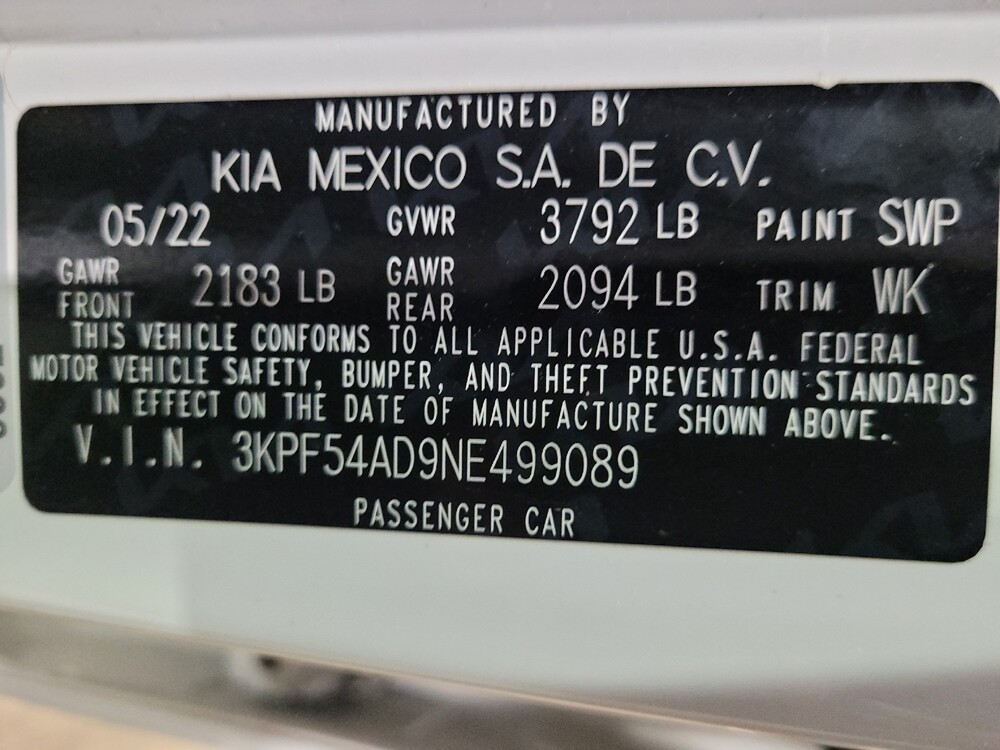 MANUFACTURED BY
KIA MEXICO S.A. DE C.V.
05/22 GVWR 3792 LB PAINT SWP
GAWR FRONT 2183 LB GAWR REAR 2094 LB TRIM WK
THIS VEHICLE CONFORMS TO ALL APPLICABLE U.S.A. FEDERAL
MOTOR VEHICLE SAFETY, BUMPER, AND THEFT PREVENTION STANDARDS
IN EFFECT ON THE DATE OF MANUFACTURE SHOWN ABOVE.
V.I.N. 3KPF54AD9NE499089
PASSENGER CAR